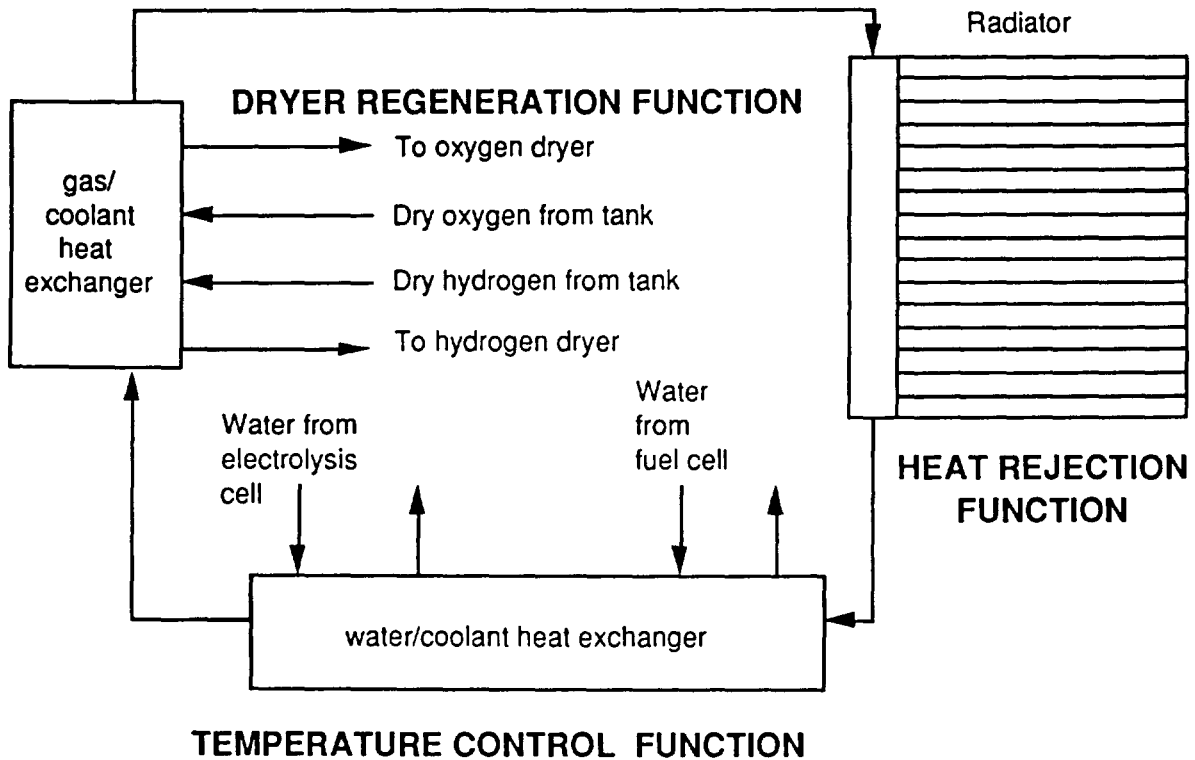 Radiator
DRYER REGENERATION FUNCTION
To oxygen dryer
gas/
coolant
heat
exchanger
Dry oxygen from tank
Dry hydrogen from tank
To hydrogen dryer
Water from
electrolysis
cell
Water
from
fuel cell
HEAT REJECTION
FUNCTION
water/coolant heat exchanger
TEMPERATURE CONTROL FUNCTION